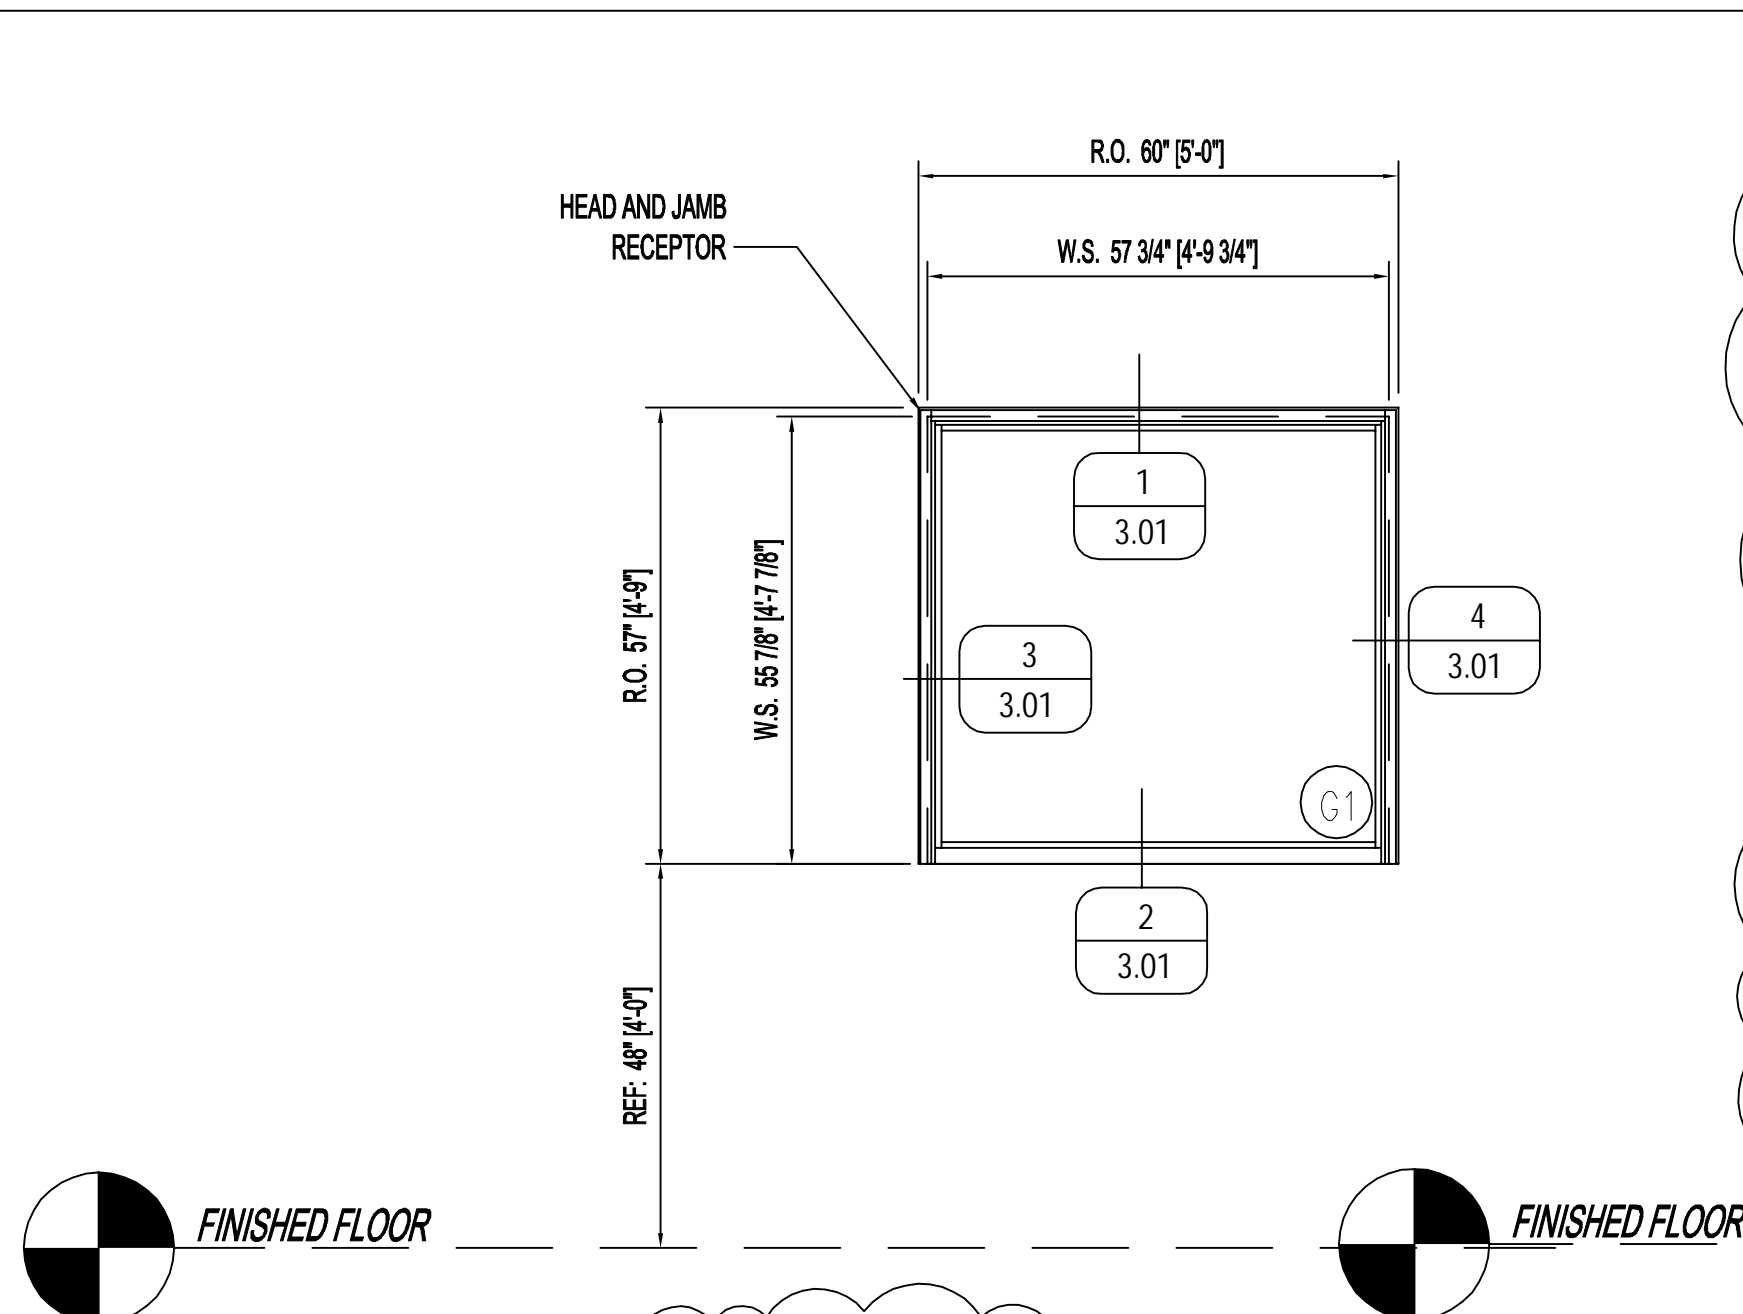 R.O. 60" [5'-0"]
HEAD AND JAMB
RECEPTOR
W.S. 57 3/4" [4'-9 3/4"]
1
3.01
R.O. 57" [4'-9"]
W.S. 55 7/8" [4'-7 7/8"]
3
3.01
4
3.01
G1
2
3.01
REF: 48" [4'-0"]
FINISHED FLOOR
FINISHED FLOOR